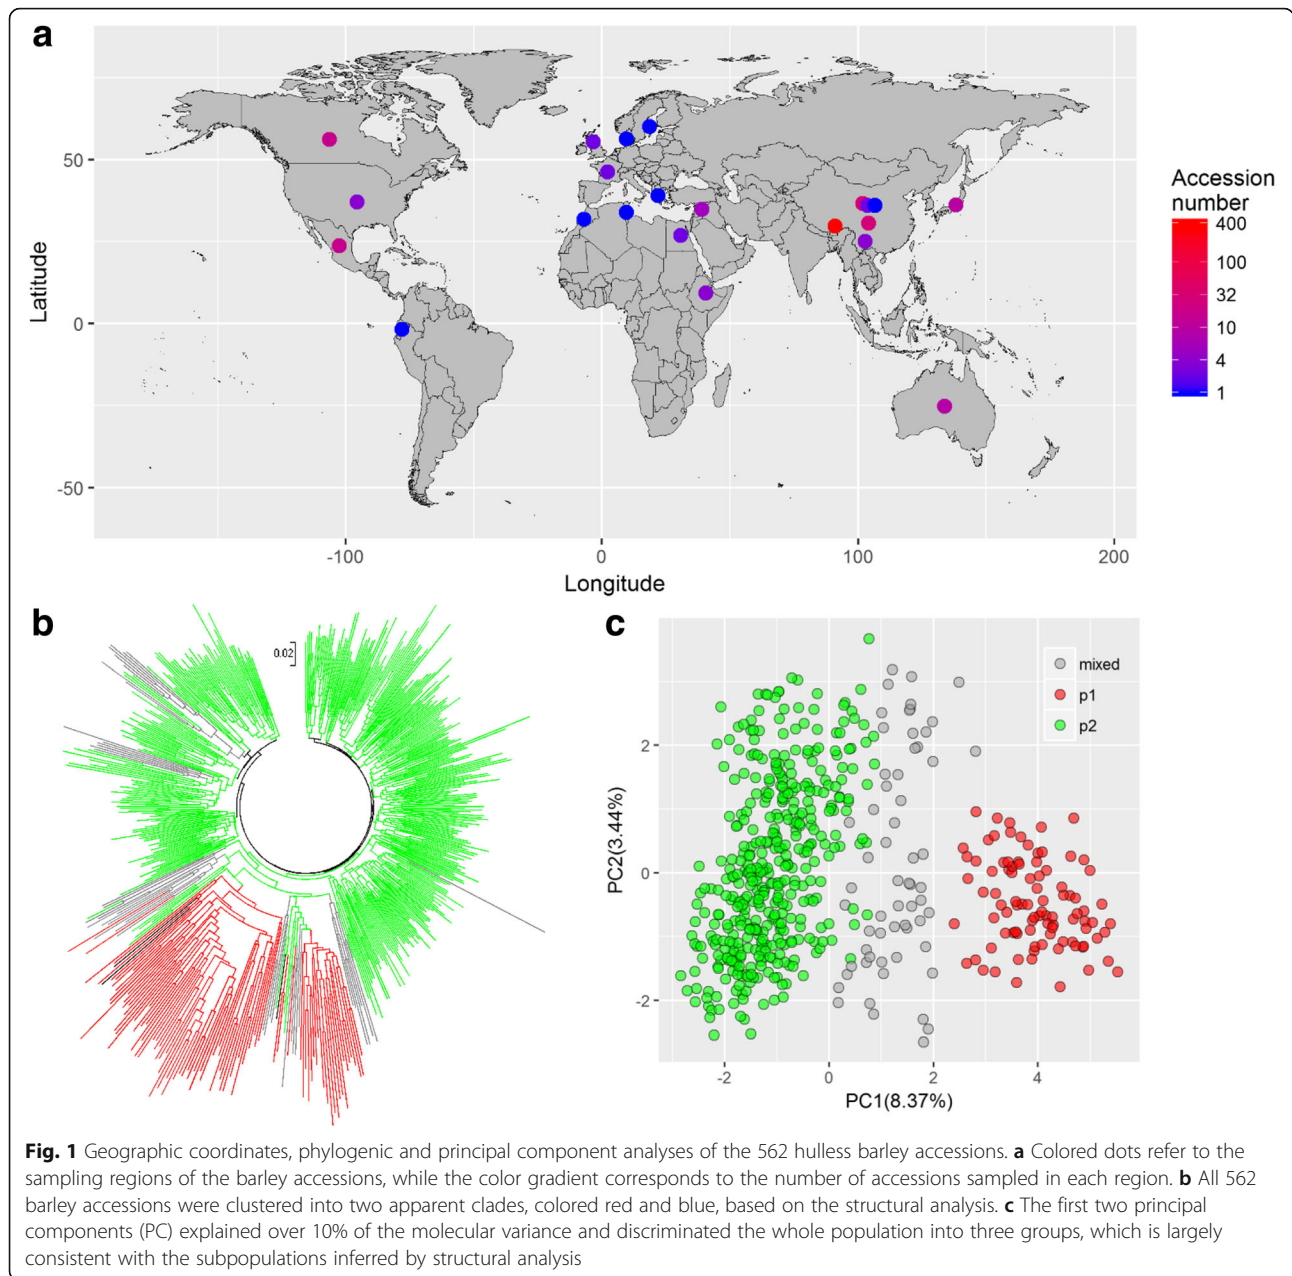 a
50
0
-50
Latitude
-100
0
100
200
Longitude
Accession
number
400
100
32
10
4
1
b
0.02
c
mixed
p1
p2
2
0
-2
PC2(3.44%)
-2
0
2
4
PC1(8.37%)
Fig. 1 Geographic coordinates, phylogenic and principal component analyses of the 562 hulless barley accessions. a Colored dots refer to the
sampling regions of the barley accessions, while the color gradient corresponds to the number of accessions sampled in each region. b All 562
barley accessions were clustered into two apparent clades, colored red and blue, based on the structural analysis. c The first two principal
components (PC) explained over 10% of the molecular variance and discriminated the whole population into three groups, which is largely
consistent with the subpopulations inferred by structural analysis